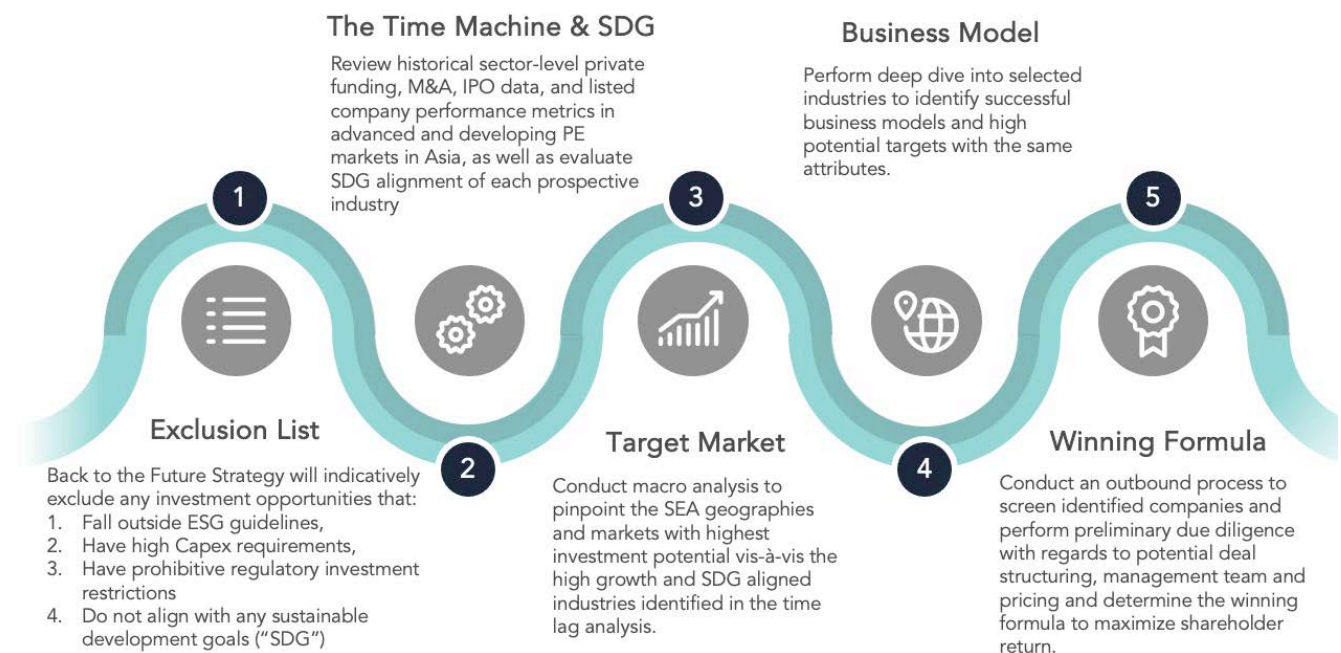 1
Exclusion List
Back to the Future Strategy will indicatively
exclude any investment opportunities that:
1. Fall outside ESG guidelines,
2. Have high Capex requirements,
3. Have prohibitive regulatory investment
restrictions
4. Do not align with any sustainable
development goals (“SDG”)
The Time Machine & SDG
Review historical sector-level private
funding, M&A, IPO data, and listed
company performance metrics in
advanced and developing PE
markets in Asia, as well as evaluate
SDG alignment of each prospective
industry
2
3
Target Market
Conduct macro analysis to
pinpoint the SEA geographies
and markets with highest
investment potential vis-à-vis the
high growth and SDG aligned
industries identified in the time
lag analysis.
Business Model
Perform deep dive into selected
industries to identify successful
business models and high
potential targets with the same
attributes.
4
5
Winning Formula
Conduct an outbound process to
screen identified companies and
perform preliminary due diligence
with regards to potential deal
structuring, management team and
pricing and determine the winning
formula to maximize shareholder
return.